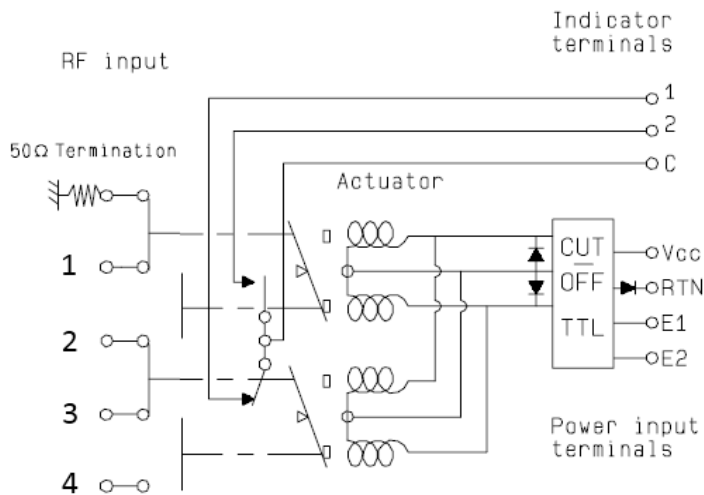 Indicator
terminals
RF input
1
2
C
50Ω Termination
Actuator
1
2
3
4
CUT
OFF
TTL
Vcc
RTN
E1
E2
Power input
terminals